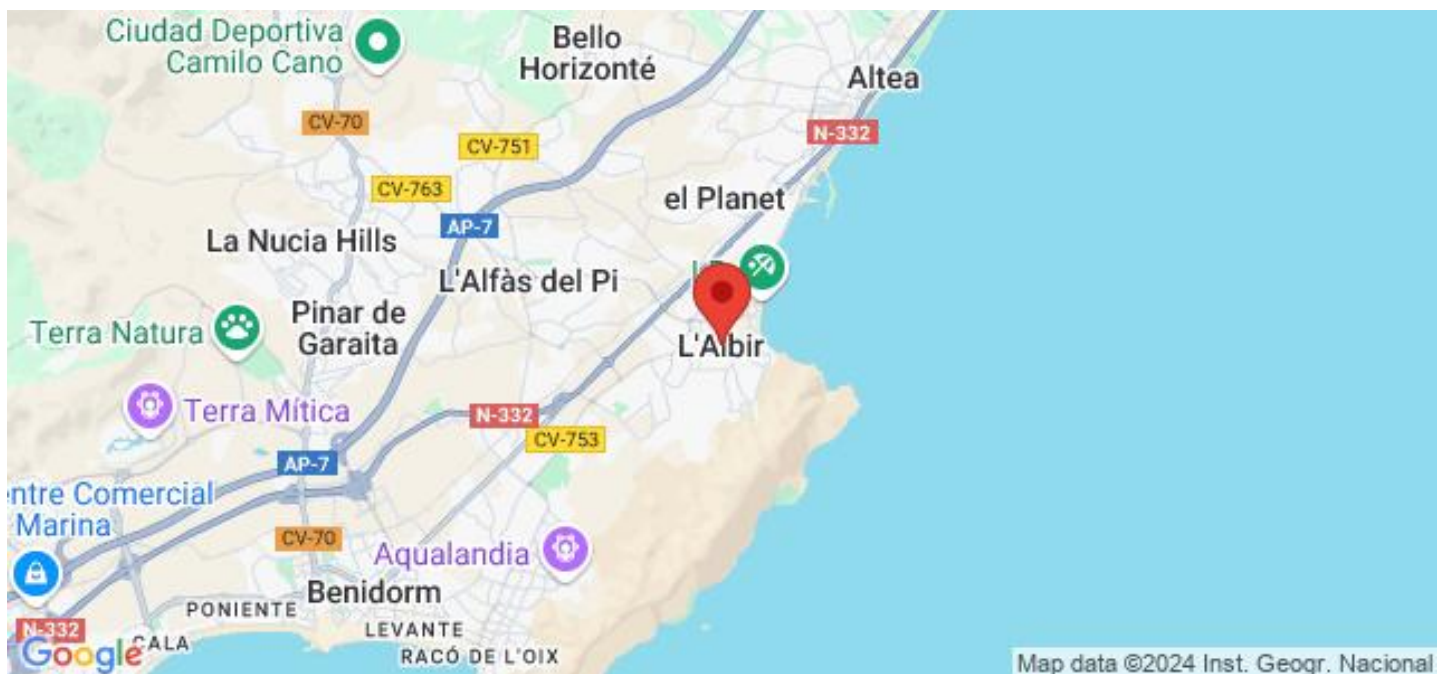 Ciudad Deportiva
Camilo Canó
Bello
Horizonté
Altea
CV-70
N-332
CV-751
CV-763
el Planet
AP-7
La Nucia Hills
L'Alfàs del Pi
Pinar de
Garaita
Terra Natura
L'Albir
Terra Mítica
N-332
CV-753
AP-7
ntre Comercial
Marina
CV-70
Aqualandia
Benidorm
PONIENTE
LEVANTE
N-332
CALA
RACÓ DE L'OIX
Google
Map data ©2024 Inst. Geogr. Nacional